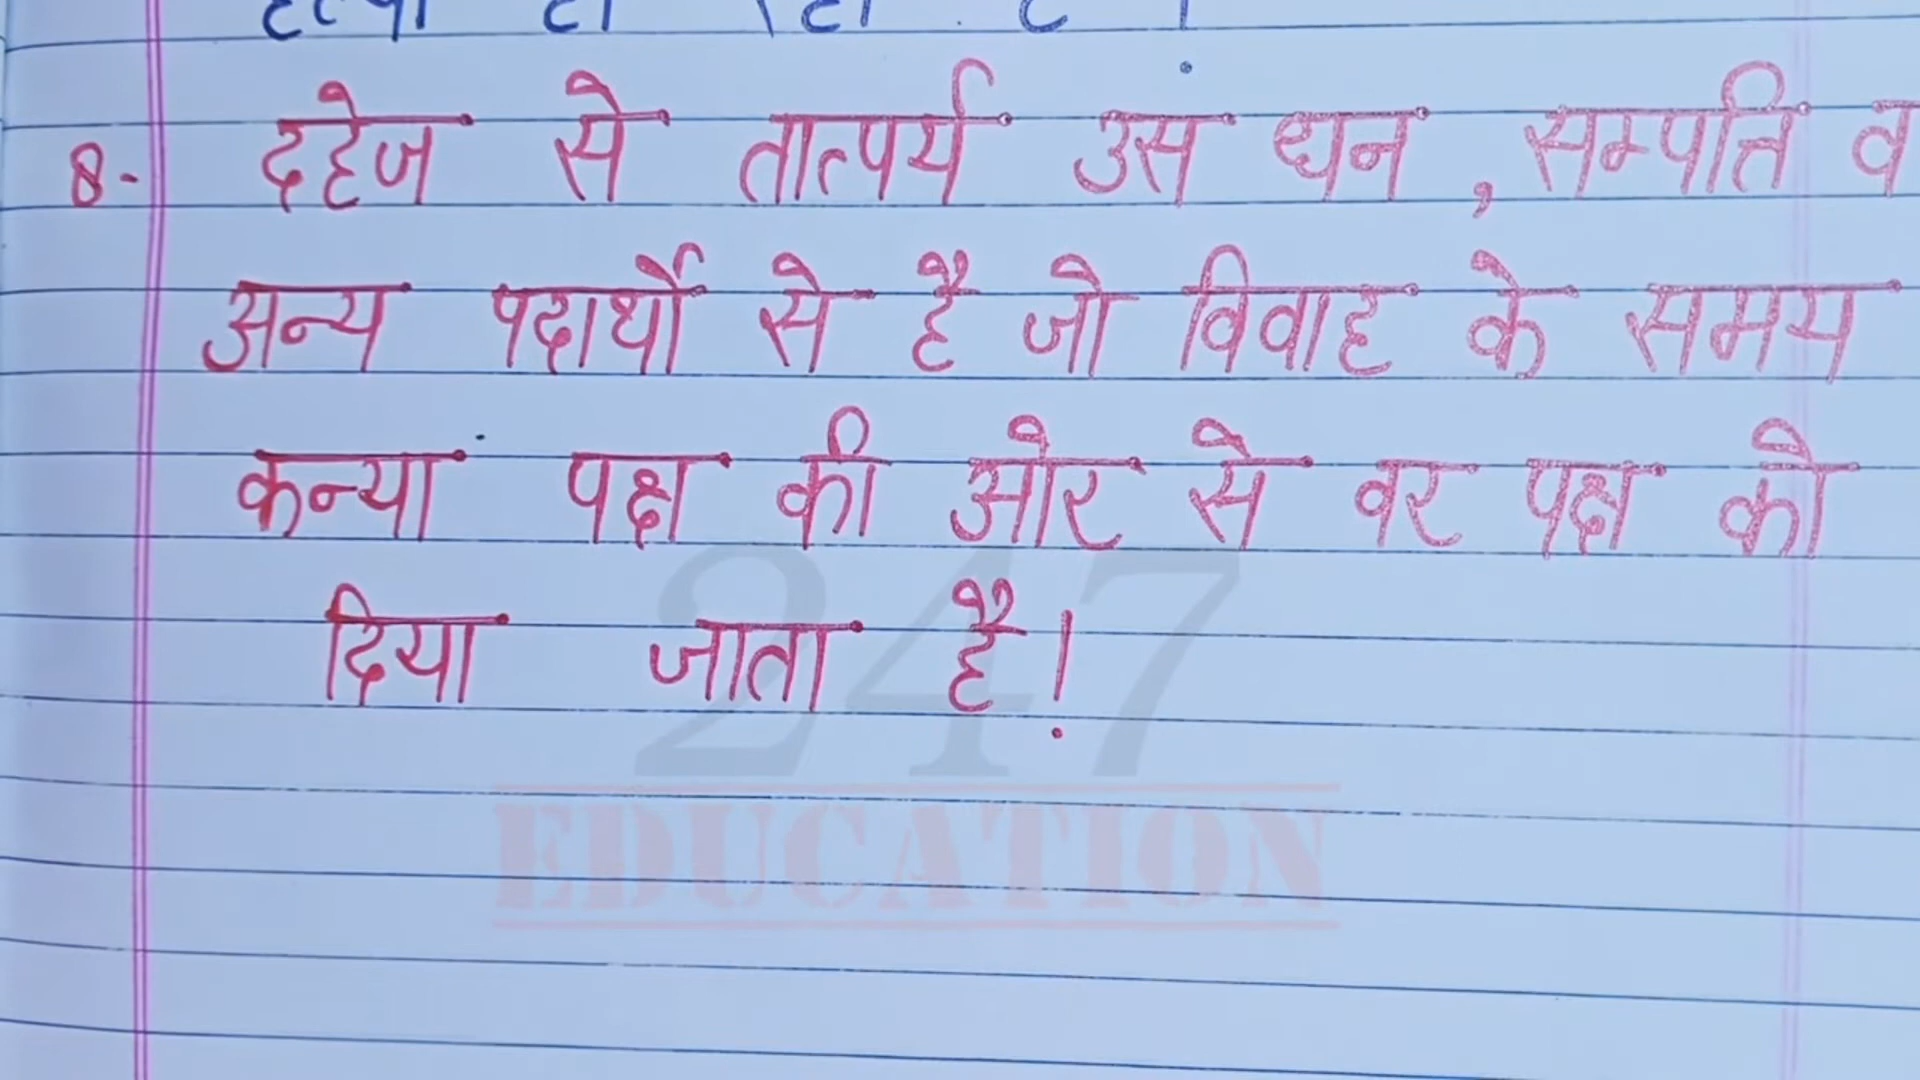 8- दहेज से तात्पर्य उस धन , सम्पत्ति व
अन्य पदार्थो से है जो विवाह के समय
कन्या पक्ष की ओर से वर पक्ष को
दिया जाता है।
247
EDUCATION